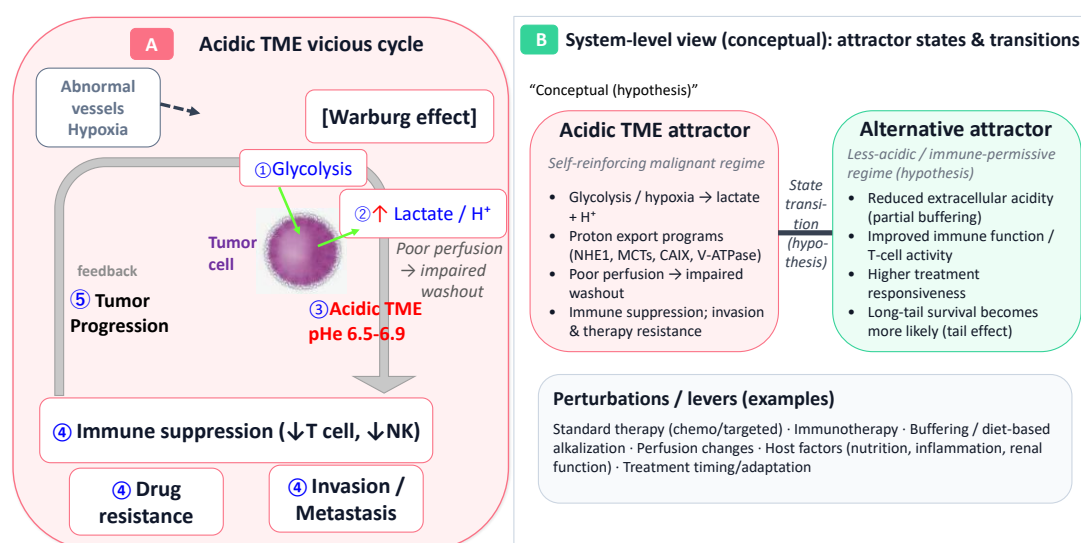 A
Acidic TME vicious cycle
Abnormal
vessels
Hypoxia
[Warburg effect]
①Glycolysis
②↑ Lactate / H⁺
Tumor
cell
Poor perfusion
→ impaired
washout
feedback
⑤ Tumor
Progression
③Acidic TME
pHe 6.5-6.9
④ Immune suppression (↓T cell, ↓NK)
④ Drug
resistance
④ Invasion /
Metastasis
B
System-level view (conceptual): attractor states & transitions
“Conceptual (hypothesis)”
Acidic TME attractor
Self-reinforcing malignant regime
• Glycolysis / hypoxia → lactate
+ H⁺
• Proton export programs
(NHE1, MCTs, CAIX, V-ATPase)
• Poor perfusion → impaired
washout
• Immune suppression; invasion
& therapy resistance
State
transi-
tion
(hypo-
thesis)
Alternative attractor
Less-acidic / immune-permissive
regime (hypothesis)
• Reduced extracellular acidity
(partial buffering)
• Improved immune function /
T-cell activity
• Higher treatment
responsiveness
• Long-tail survival becomes
more likely (tail effect)
Perturbations / levers (examples)
Standard therapy (chemo/targeted) · Immunotherapy · Buffering / diet-based
alkalization · Perfusion changes · Host factors (nutrition, inflammation, renal
function) · Treatment timing/adaptation